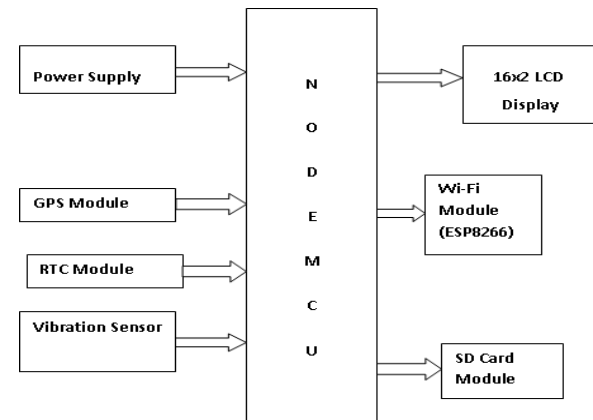 Power Supply
GPS Module
RTC Module
Vibration Sensor
N
O
D
E
M
C
U
16x2 LCD
Display
Wi-Fi
Module
(ESP8266)
SD Card
Module